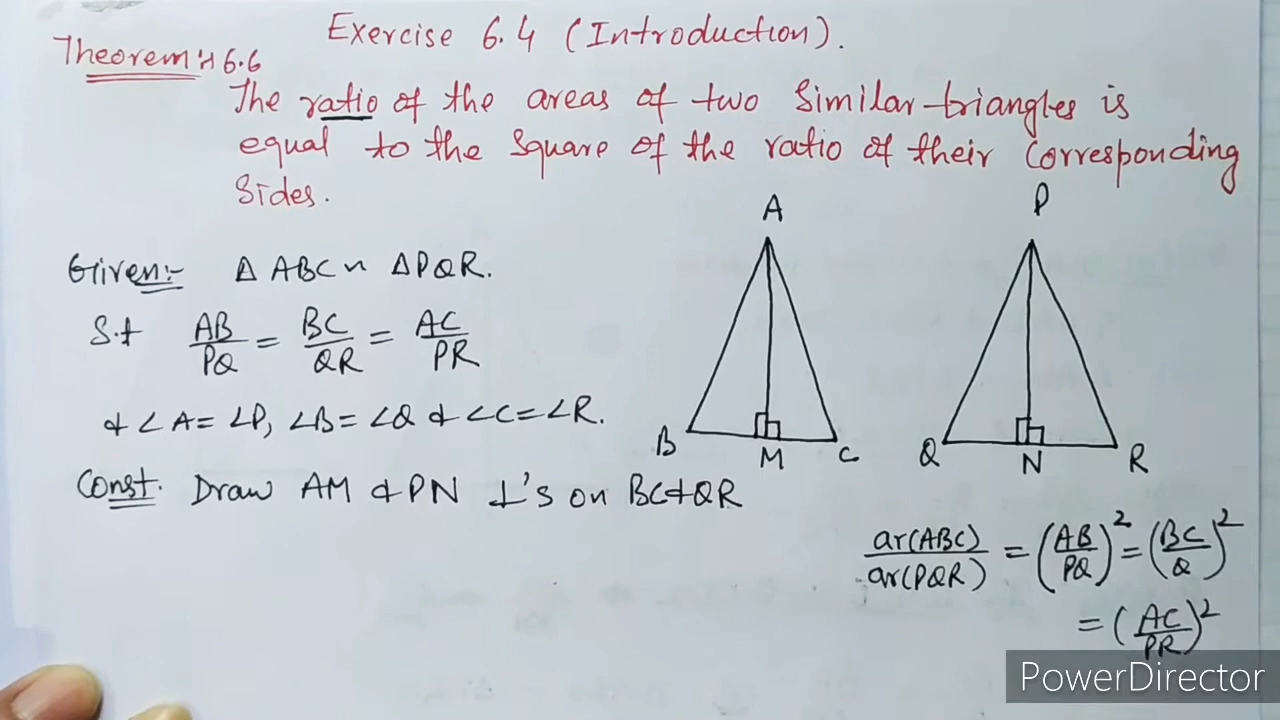 Exercise 6.4 (Introduction).
Theorem:- 6.6
The ratio of the areas of two Similar triangles is
equal to the square of the ratio of their Corresponding
Sides.
Given:- Δ ABC ~ ΔPQR.
S.t AB/PQ = BC/QR = AC/PR
& ∠A = ∠P, ∠B = ∠Q & ∠C = ∠R.
Const. Draw AM & PN ⊥'s on BC & QR
A
B M C
P
Q N R
ar(ABC)/ar(PQR) = (AB/PQ)² = (BC/Q)²
= (AC/PR)²
PowerDirector